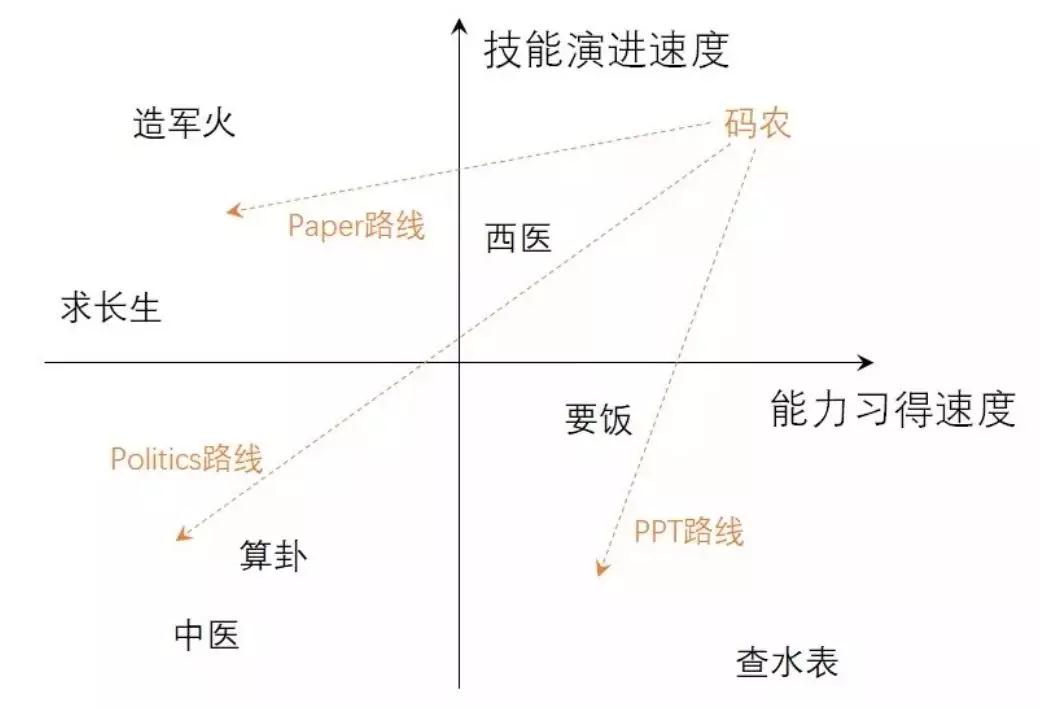 技能演进速度
造军火
码农
Paper路线
西医
求长生
能力习得速度
要饭
Politics路线
PPT路线
算卦
中医
查水表